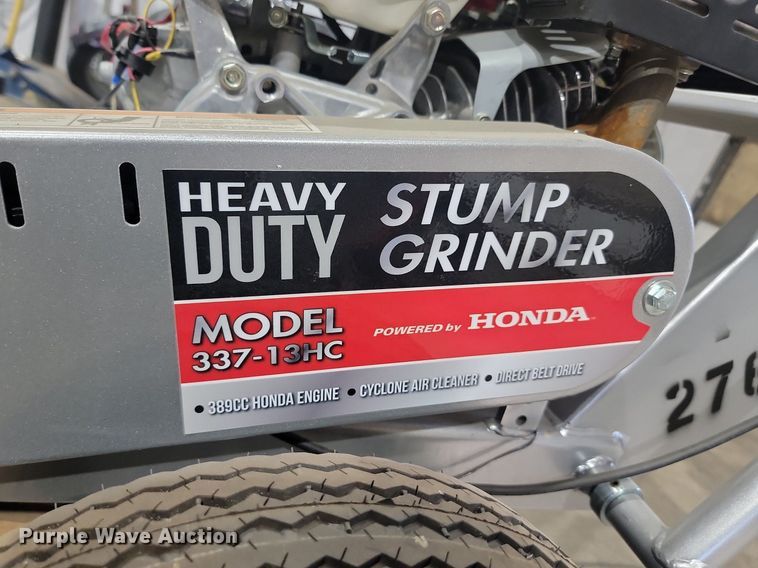 HEAVY
DUTY
STUMP
GRINDER
MODEL
337-13HC
POWERED by HONDA
• 389CC HONDA ENGINE • CYCLONE AIR CLEANER • DIRECT BELT DRIVE
276
Purple Wave Auction